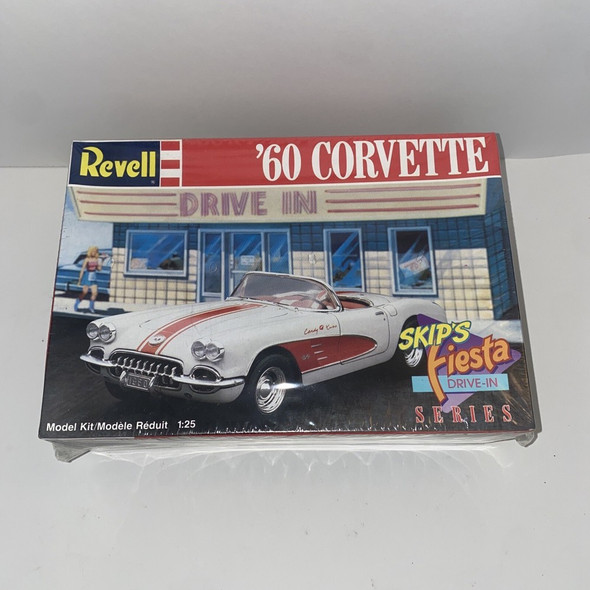 Revell
'60 CORVETTE
DRIVE IN
SKIP'S
Fiesta
DRIVE-IN
SERIES
Model Kit/Modèle Réduit 1:25